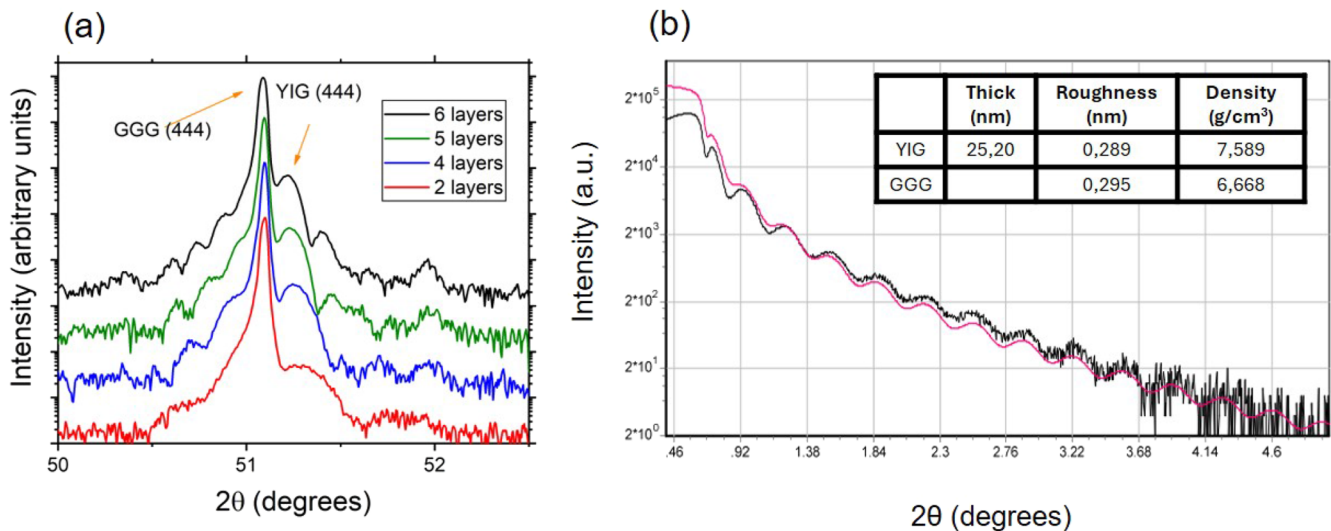 (a)
GGG (444)
YIG (444)
6 layers
5 layers
4 layers
2 layers
Intensity (arbitrary units)
50
51
52
2θ (degrees)
(b)
Thick (nm) Roughness (nm) Density (g/cm³)
YIG 25,20 0,289 7,589
GGG 0,295 6,668
Intensity (a.u.)
2*10⁵
2*10⁴
2*10³
2*10²
2*10¹
2*10⁰
.46 .92 1.38 1.84 2.3 2.76 3.22 3.68 4.14 4.6
2θ (degrees)